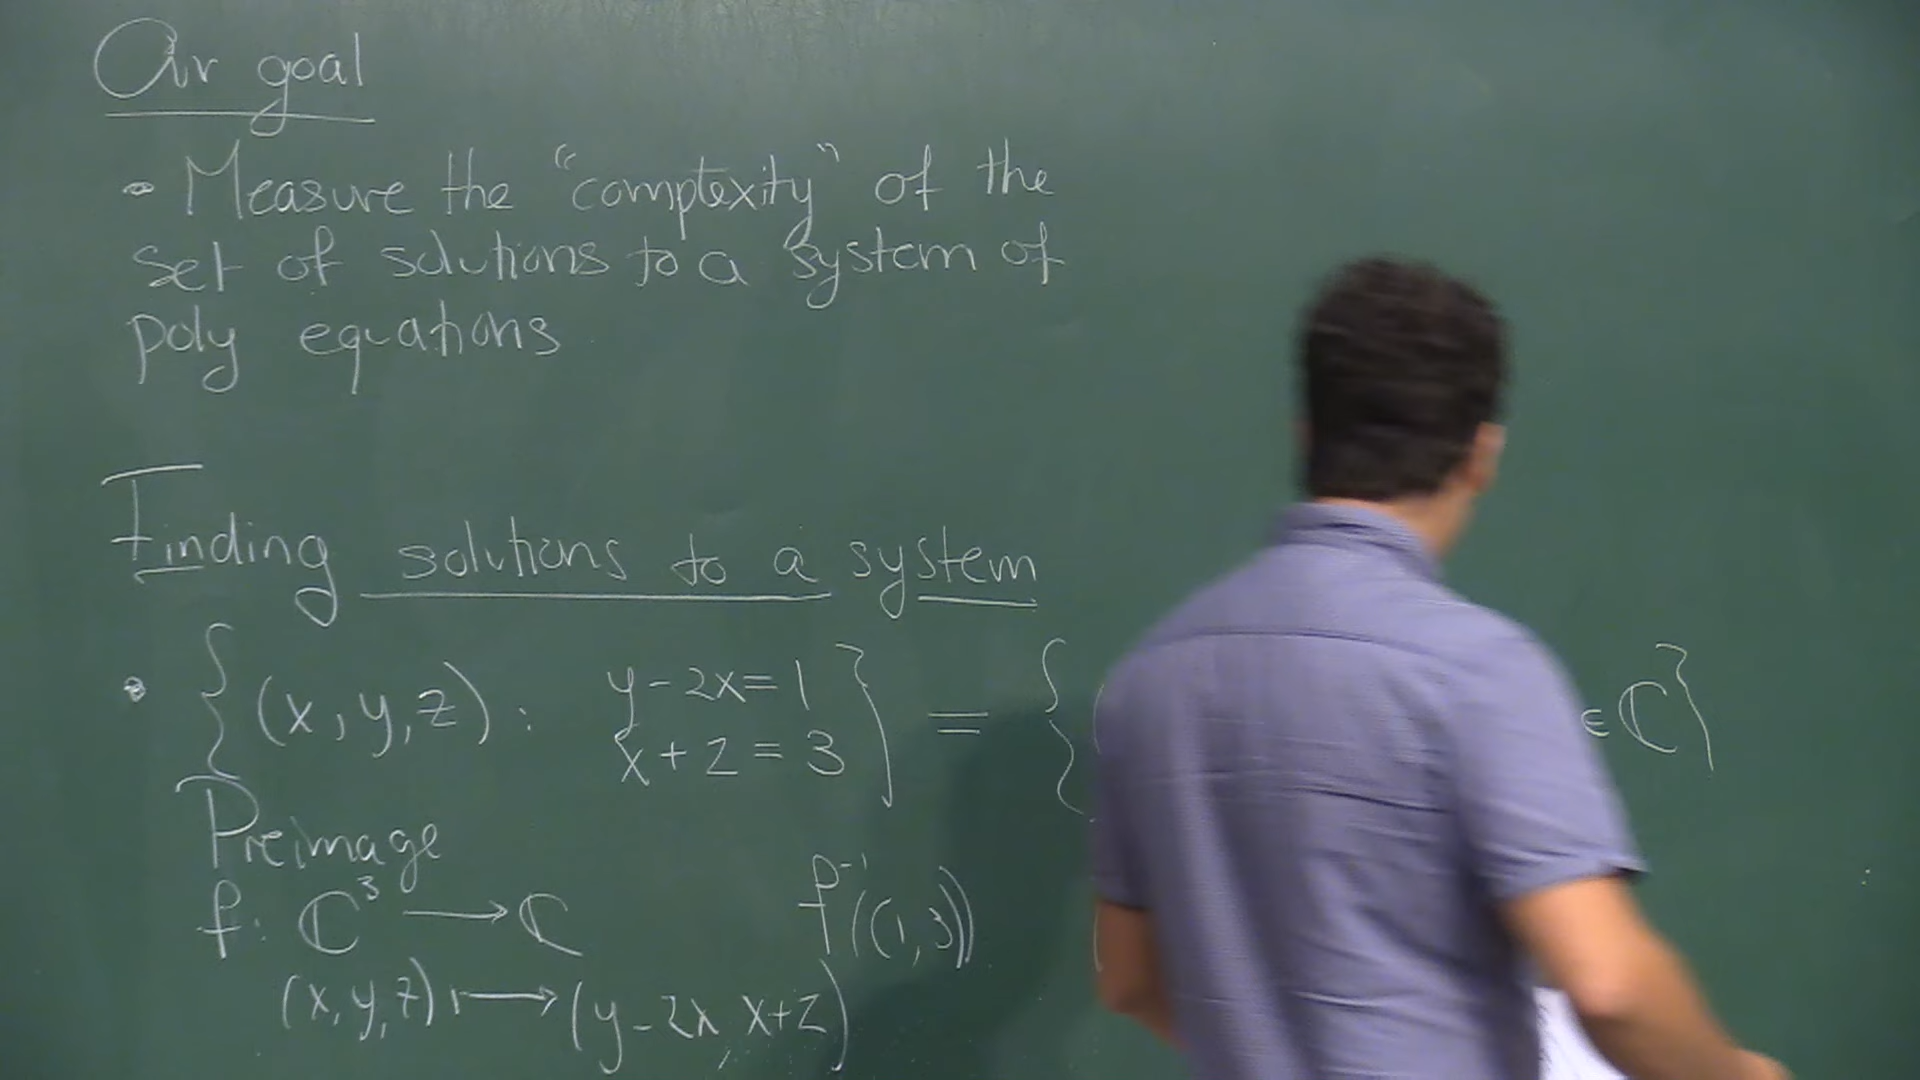 Our goal
• Measure the "complexity" of the
set of solutions to a system of
poly equations
Finding solutions to a system
• { (x, y, z) : y - 2x = 1 } = { ( ∈ ℂ }
x + z = 3
Preimage
f: ℂ³ → ℂ f⁻¹((1, 3)) (
(x, y, z) ↦ (y - 2x, x + z)